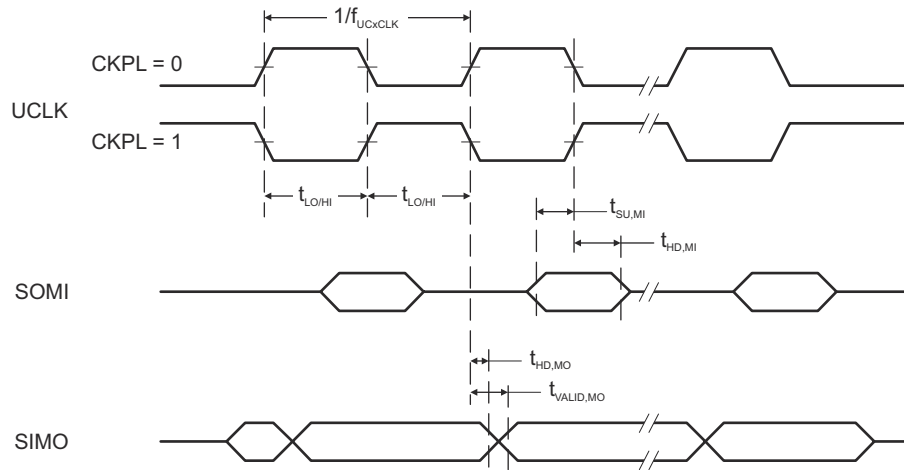 1/fUCxCLK
CKPL = 0
UCLK
CKPL = 1
tLO/HI tLO/HI
tSU,MI
tHD,MI
SOMI
tHD,MO
tVALID,MO
SIMO